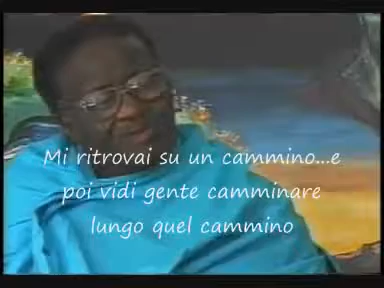 Mi ritrovai su un cammino...e
poi vidi gente camminare
lungo quel cammino